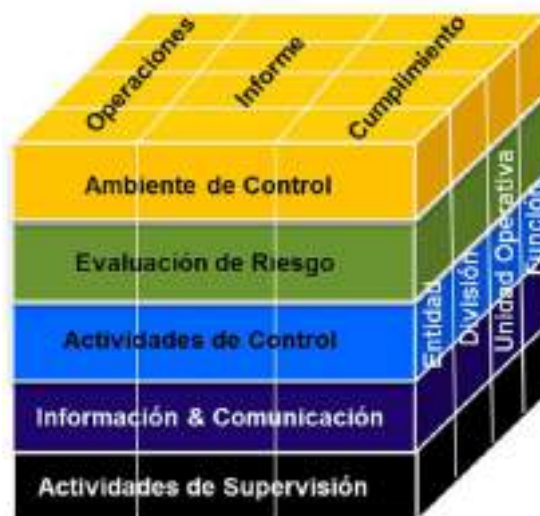 Operaciones
Informe
Cumplimiento
Ambiente de Control
Evaluación de Riesgo
Actividades de Control
Información & Comunicación
Actividades de Supervisión
Entidad
División
Unidad Operativa
Función